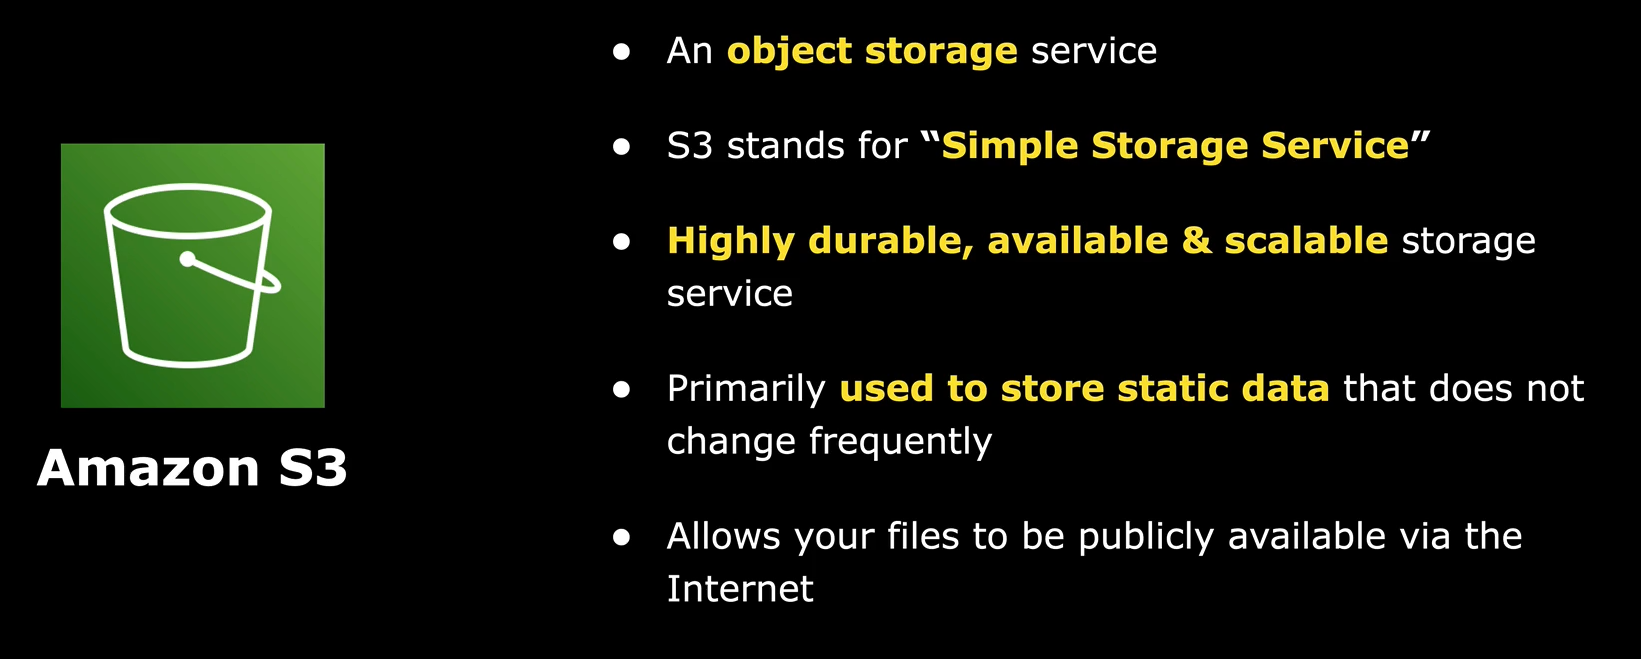 Amazon S3
● An object storage service
● S3 stands for “Simple Storage Service”
● Highly durable, available & scalable storage
service
● Primarily used to store static data that does not
change frequently
● Allows your files to be publicly available via the
Internet